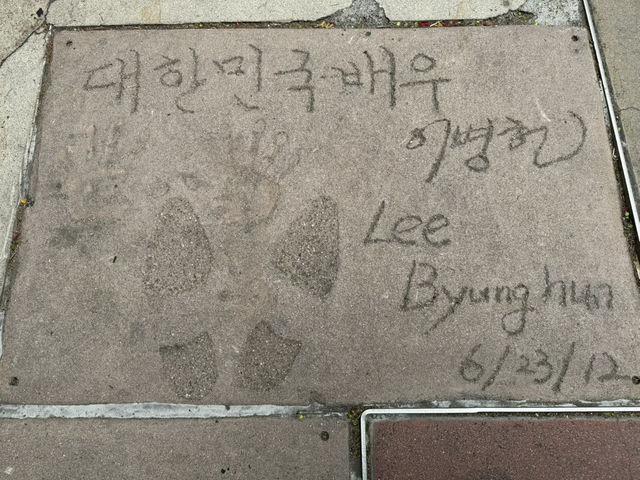 대한민국 배우
이병헌
Lee
Byung hun
6/23/12